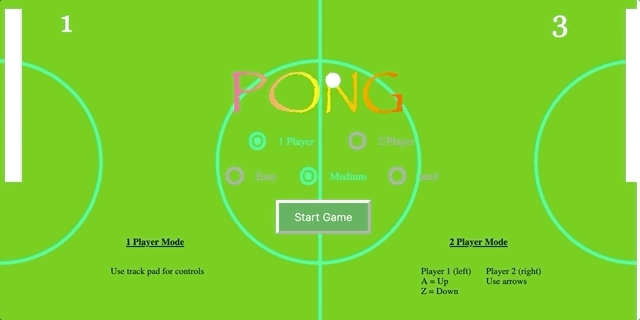 1 3
PONG
1 Player 2 Player
Easy Medium
Start Game
1 Player Mode 2 Player Mode
Use track pad for controls
Player 1 (left) Player 2 (right)
A = Up Use arrows
Z = Down